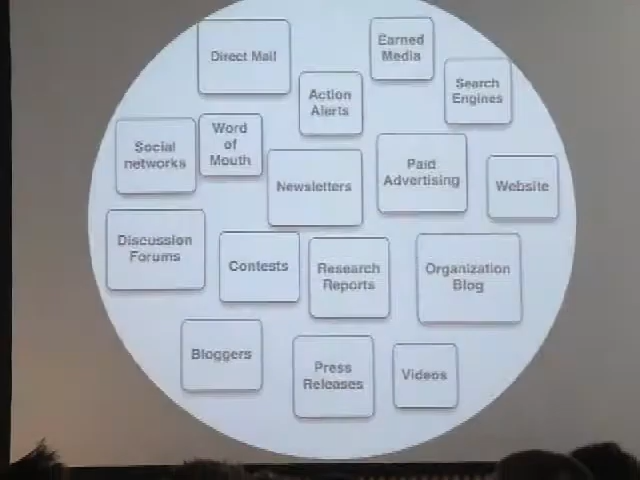 Direct Mail
Earned
Media
Search
Engines
Action
Alerts
Social
networks
Word
of
Mouth
Newsletters
Paid
Advertising
Website
Discussion
Forums
Contests
Research
Reports
Organization
Blog
Bloggers
Press
Releases
Videos